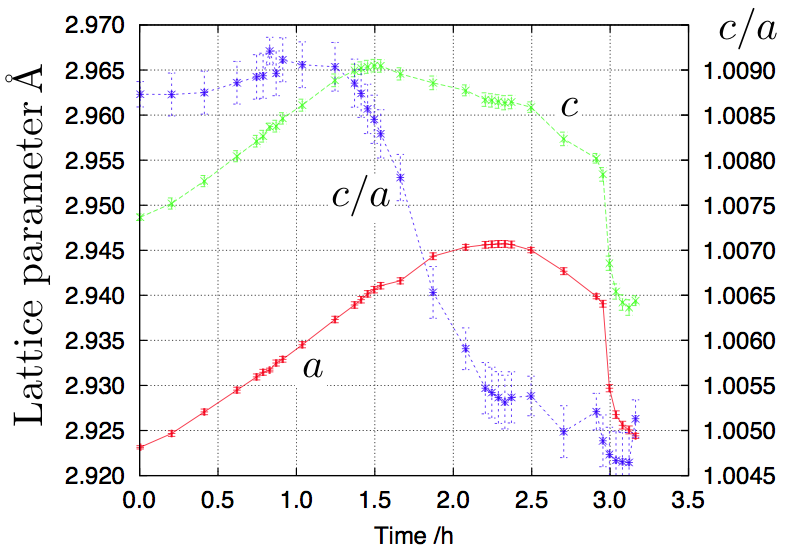 c/a
2.970
2.965 1.0090
2.960 1.0085
2.955 1.0080
2.950 1.0075
2.945 1.0070
2.940 1.0065
2.935 1.0060
2.930 1.0055
2.925 1.0050
2.920 1.0045
Lattice parameter Å
c
c/a
a
0.0 0.5 1.0 1.5 2.0 2.5 3.0 3.5
Time /h